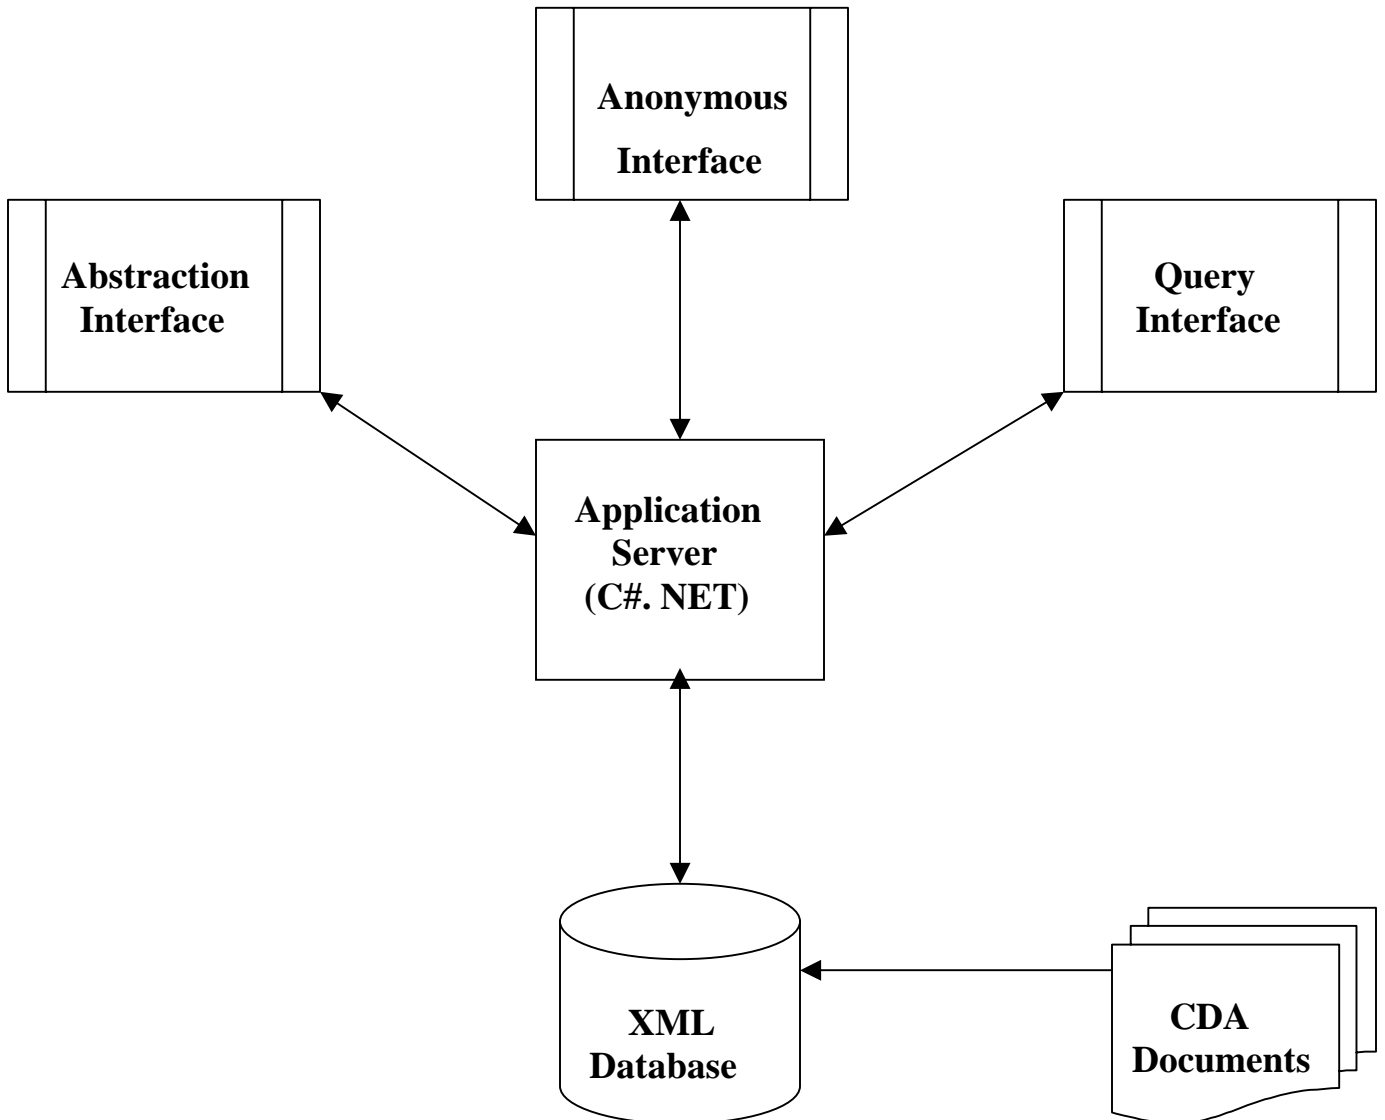 Anonymous
Interface
Abstraction
Interface
Query
Interface
Application
Server
(C#. NET)
XML
Database
CDA
Documents